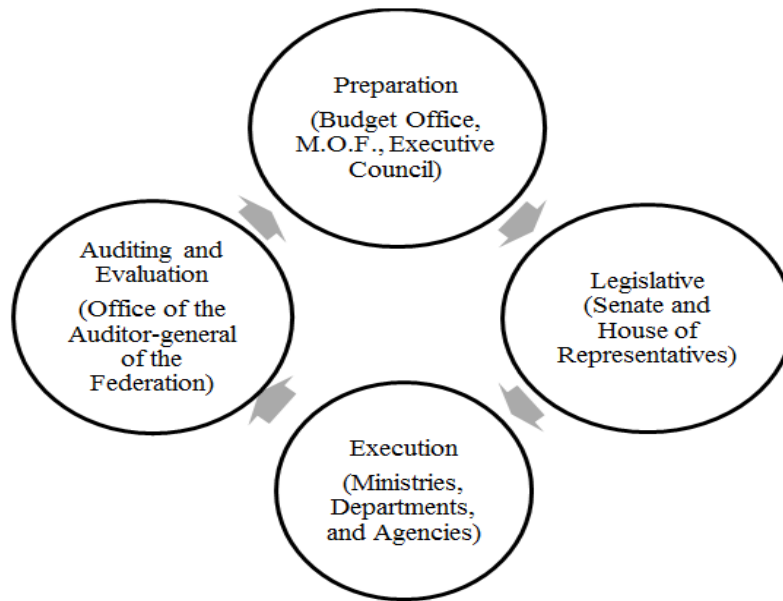 Preparation
(Budget Office,
M.O.F., Executive
Council)
Auditing and
Evaluation
(Office of the
Auditor-general
of the
Federation)
Legislative
(Senate and
House of
Representatives)
Execution
(Ministries,
Departments,
and Agencies)